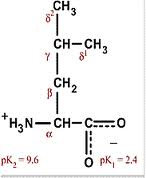 δ² CH₃
γ CH—CH₃
δ¹
β CH₂
+ H₃N—CH—C⋯O −
α
O
pK₂ = 9.6 pK₁ = 2.4